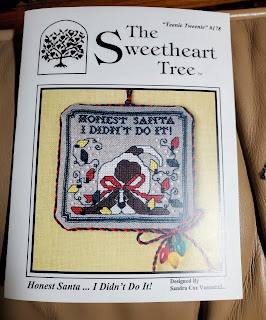 "Teenie Tweenie" #178
The
Sweetheart
Tree
TM
HONEST SANTA
I DIDN'T DO IT!
Honest Santa ... I Didn't Do It!
Designed By
Sandra Cox